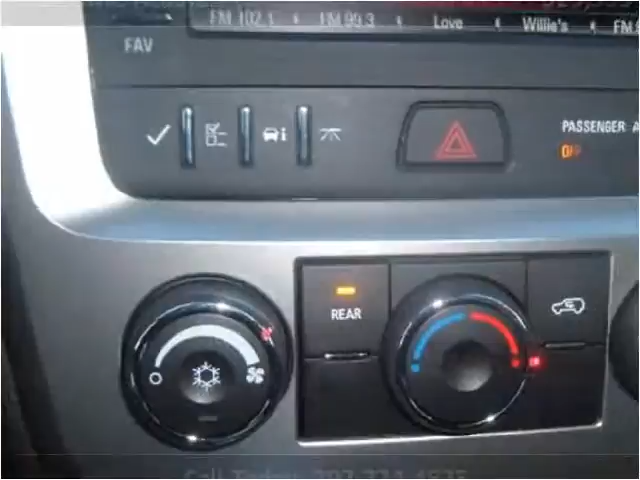 FM 102.1 FM 99.3 Love Willie's
FAV
PASSENGER A
OFF
REAR